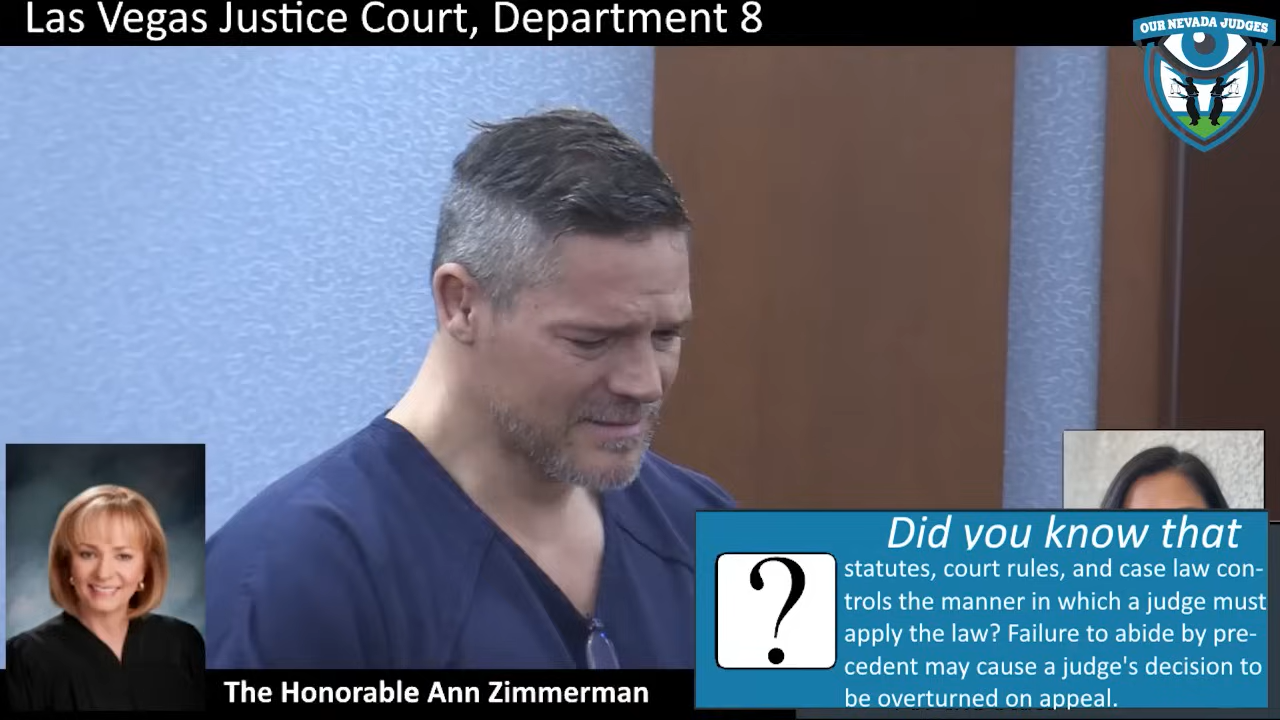 Las Vegas Justice Court, Department 8
OUR NEVADA JUDGES
Did you know that
?
statutes, court rules, and case law con-
trols the manner in which a judge must
apply the law? Failure to abide by pre-
cedent may cause a judge's decision to
be overturned on appeal.
The Honorable Ann Zimmerman